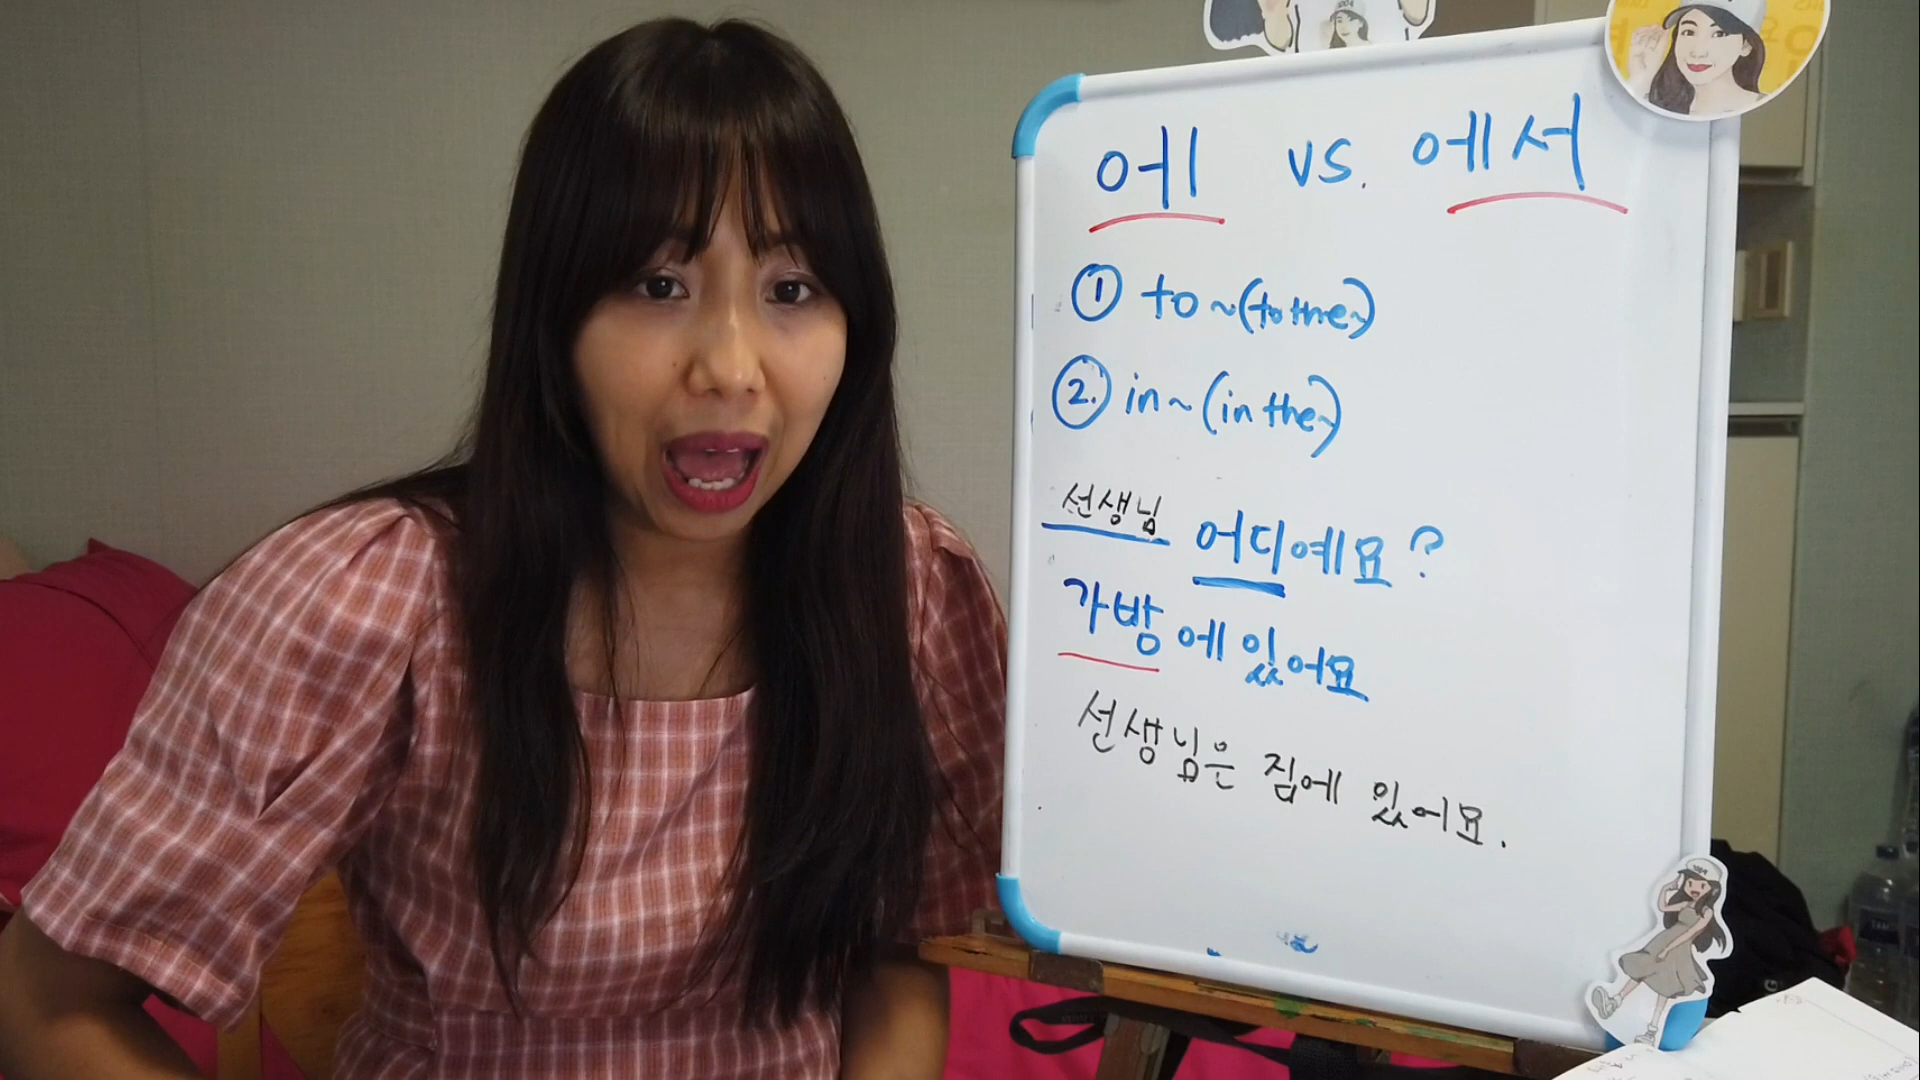 에 vs. 에서
① to ~ (to the ~)
②. in ~ (in the ~)
선생님 어디예요?
가방에 있어요
선생님은 집에 있어요.